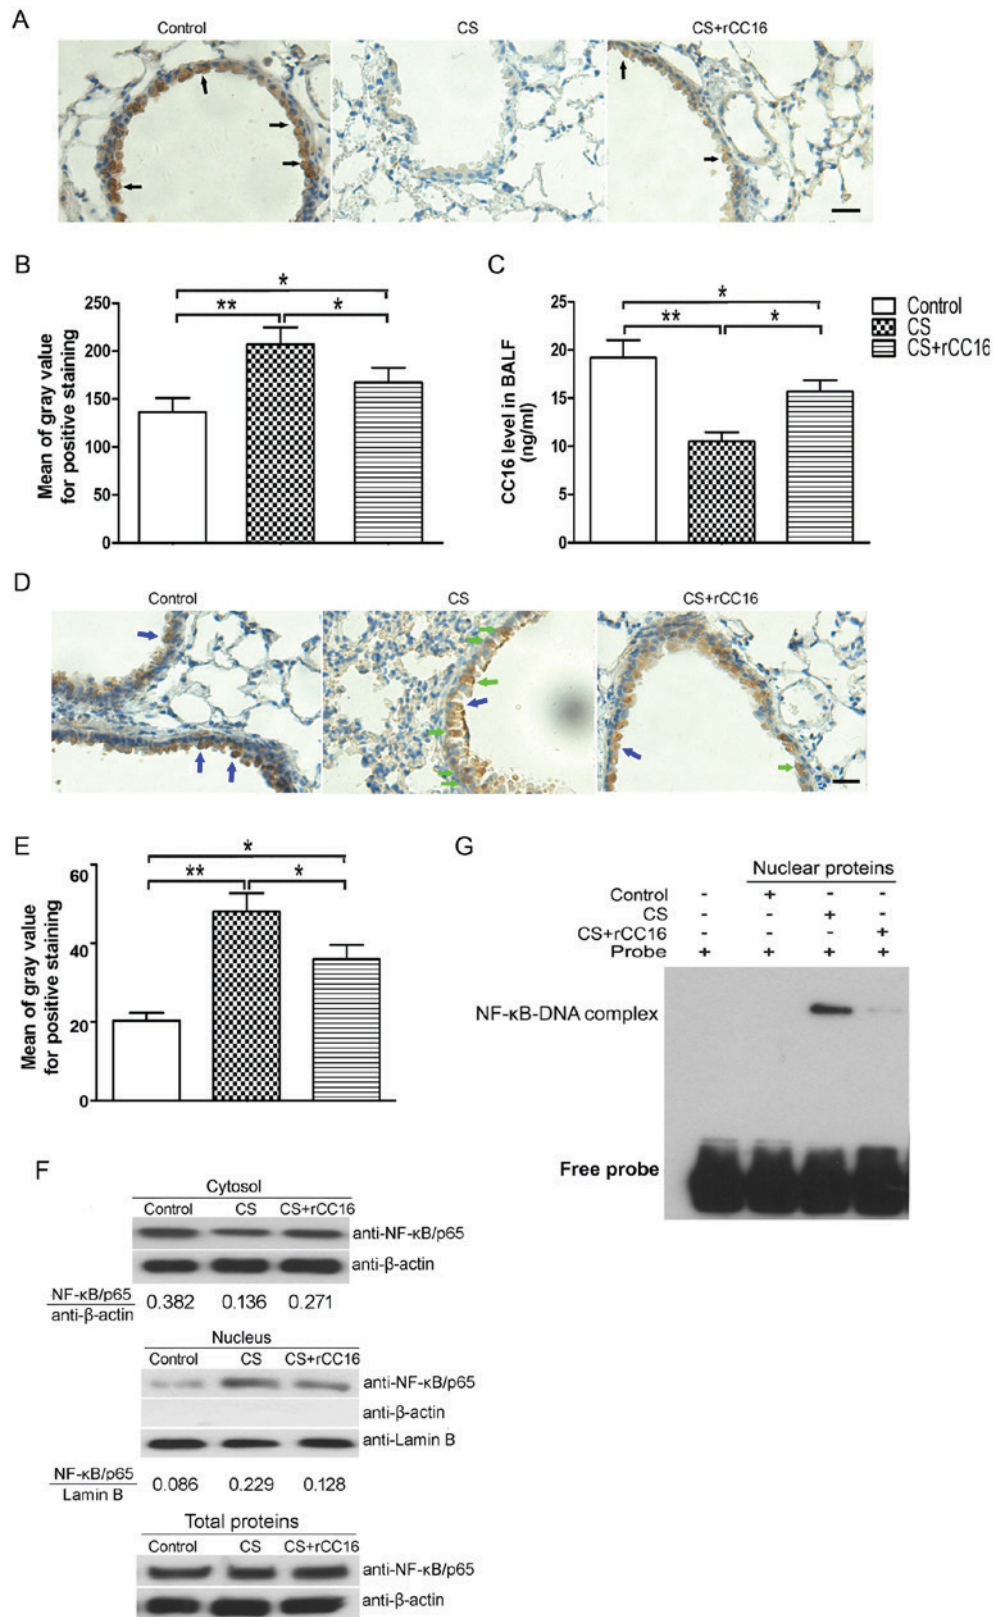 A
Control CS CS+rCC16
B
Mean of gray value
for positive staining
250
200
150
100
50
0
** * *
C
CC16 level in BALF
(ng/ml)
25
20
15
10
5
0
** * *
Control
CS
CS+rCC16
D
Control CS CS+rCC16
E
Mean of gray value
for positive staining
60
40
20
0
** * *
F
Cytosol
Control CS CS+rCC16
anti-NF-κB/p65
anti-β-actin
NF-κB/p65
anti-β-actin
0.382 0.136 0.271
Nucleus
Control CS CS+rCC16
anti-NF-κB/p65
anti-β-actin
anti-Lamin B
NF-κB/p65
Lamin B
0.086 0.229 0.128
Total proteins
Control CS CS+rCC16
anti-NF-κB/p65
anti-β-actin
G
Nuclear proteins
Control - + - -
CS - - + -
CS+rCC16 - - - +
Probe + + + +
NF-κB-DNA complex
Free probe